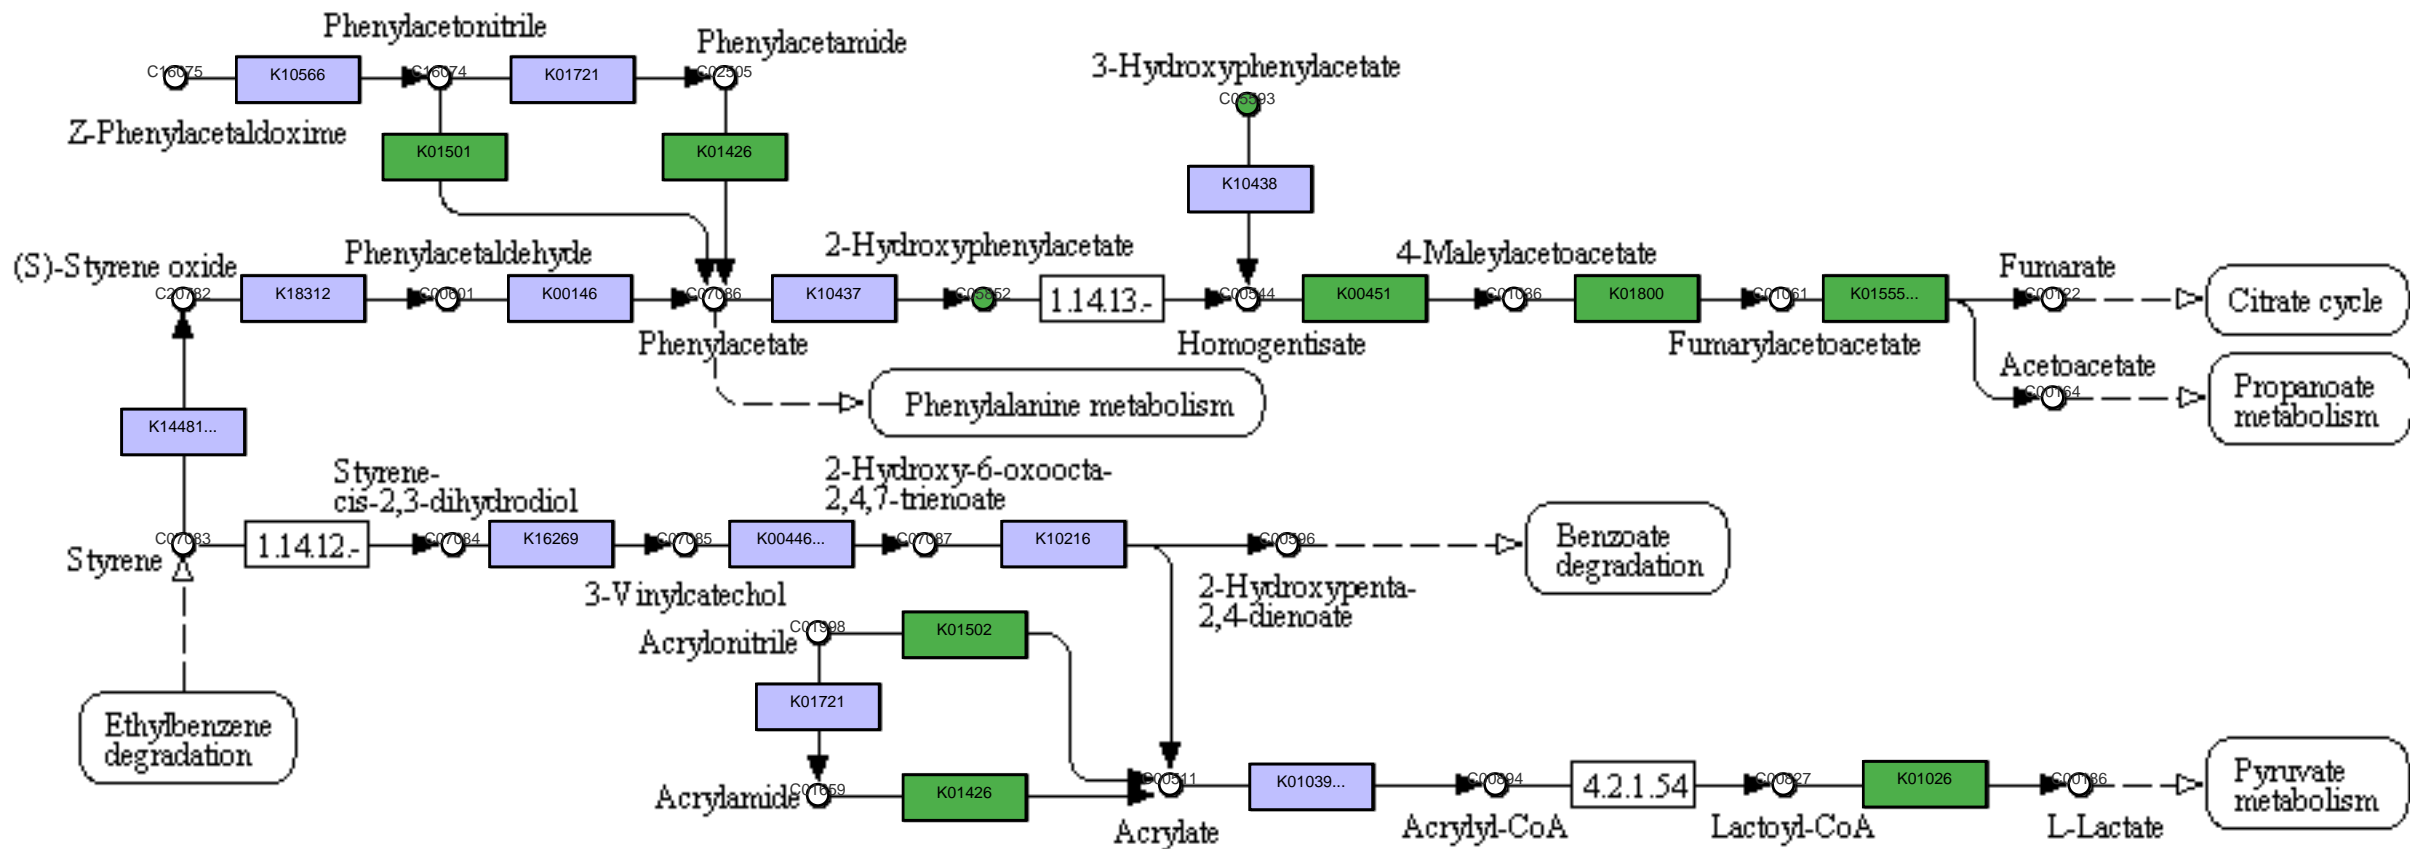 Phenylacetonitrile
Phenylacetamide
C16075
K10566
C16074
K01721
C02505
3-Hydroxyphenylacetate
C05593
Z-Phenylacetaldoxime
K01501
K01426
K10438
(S)-Styrene oxide
Phenylacetaldehyde
2-Hydroxyphenylacetate
4-Maleylacetoacetate
Fumarate
C20782
K18312
C00601
K00146
C07086
K10437
C05852
1.14.13.-
C00544
K00451
C01036
K01800
C01061
K01555...
C00122
Citrate cycle
Phenylacetate
Homogentisate
Fumarylacetoacetate
Acetoacetate
C00164
Propanoate
metabolism
Phenylalanine metabolism
K14481...
Styrene-
cis-2,3-dihydrodiol
2-Hydroxy-6-oxoocta-
2,4,7-trienoate
C07083
Styrene
1.14.12.-
C07084
K16269
C07085
K00446...
C07087
K10216
C00596
Benzoate
degradation
3-Vinylcatechol
2-Hydroxypenta-
2,4-dienoate
C01998
Acrylonitrile
K01502
K01721
Ethylbenzene
degradation
C01659
Acrylamide
K01426
C00511
Acrylate
K01039...
C00894
Acrylyl-CoA
4.2.1.54
C00827
Lactoyl-CoA
K01026
C00186
L-Lactate
Pyruvate
metabolism